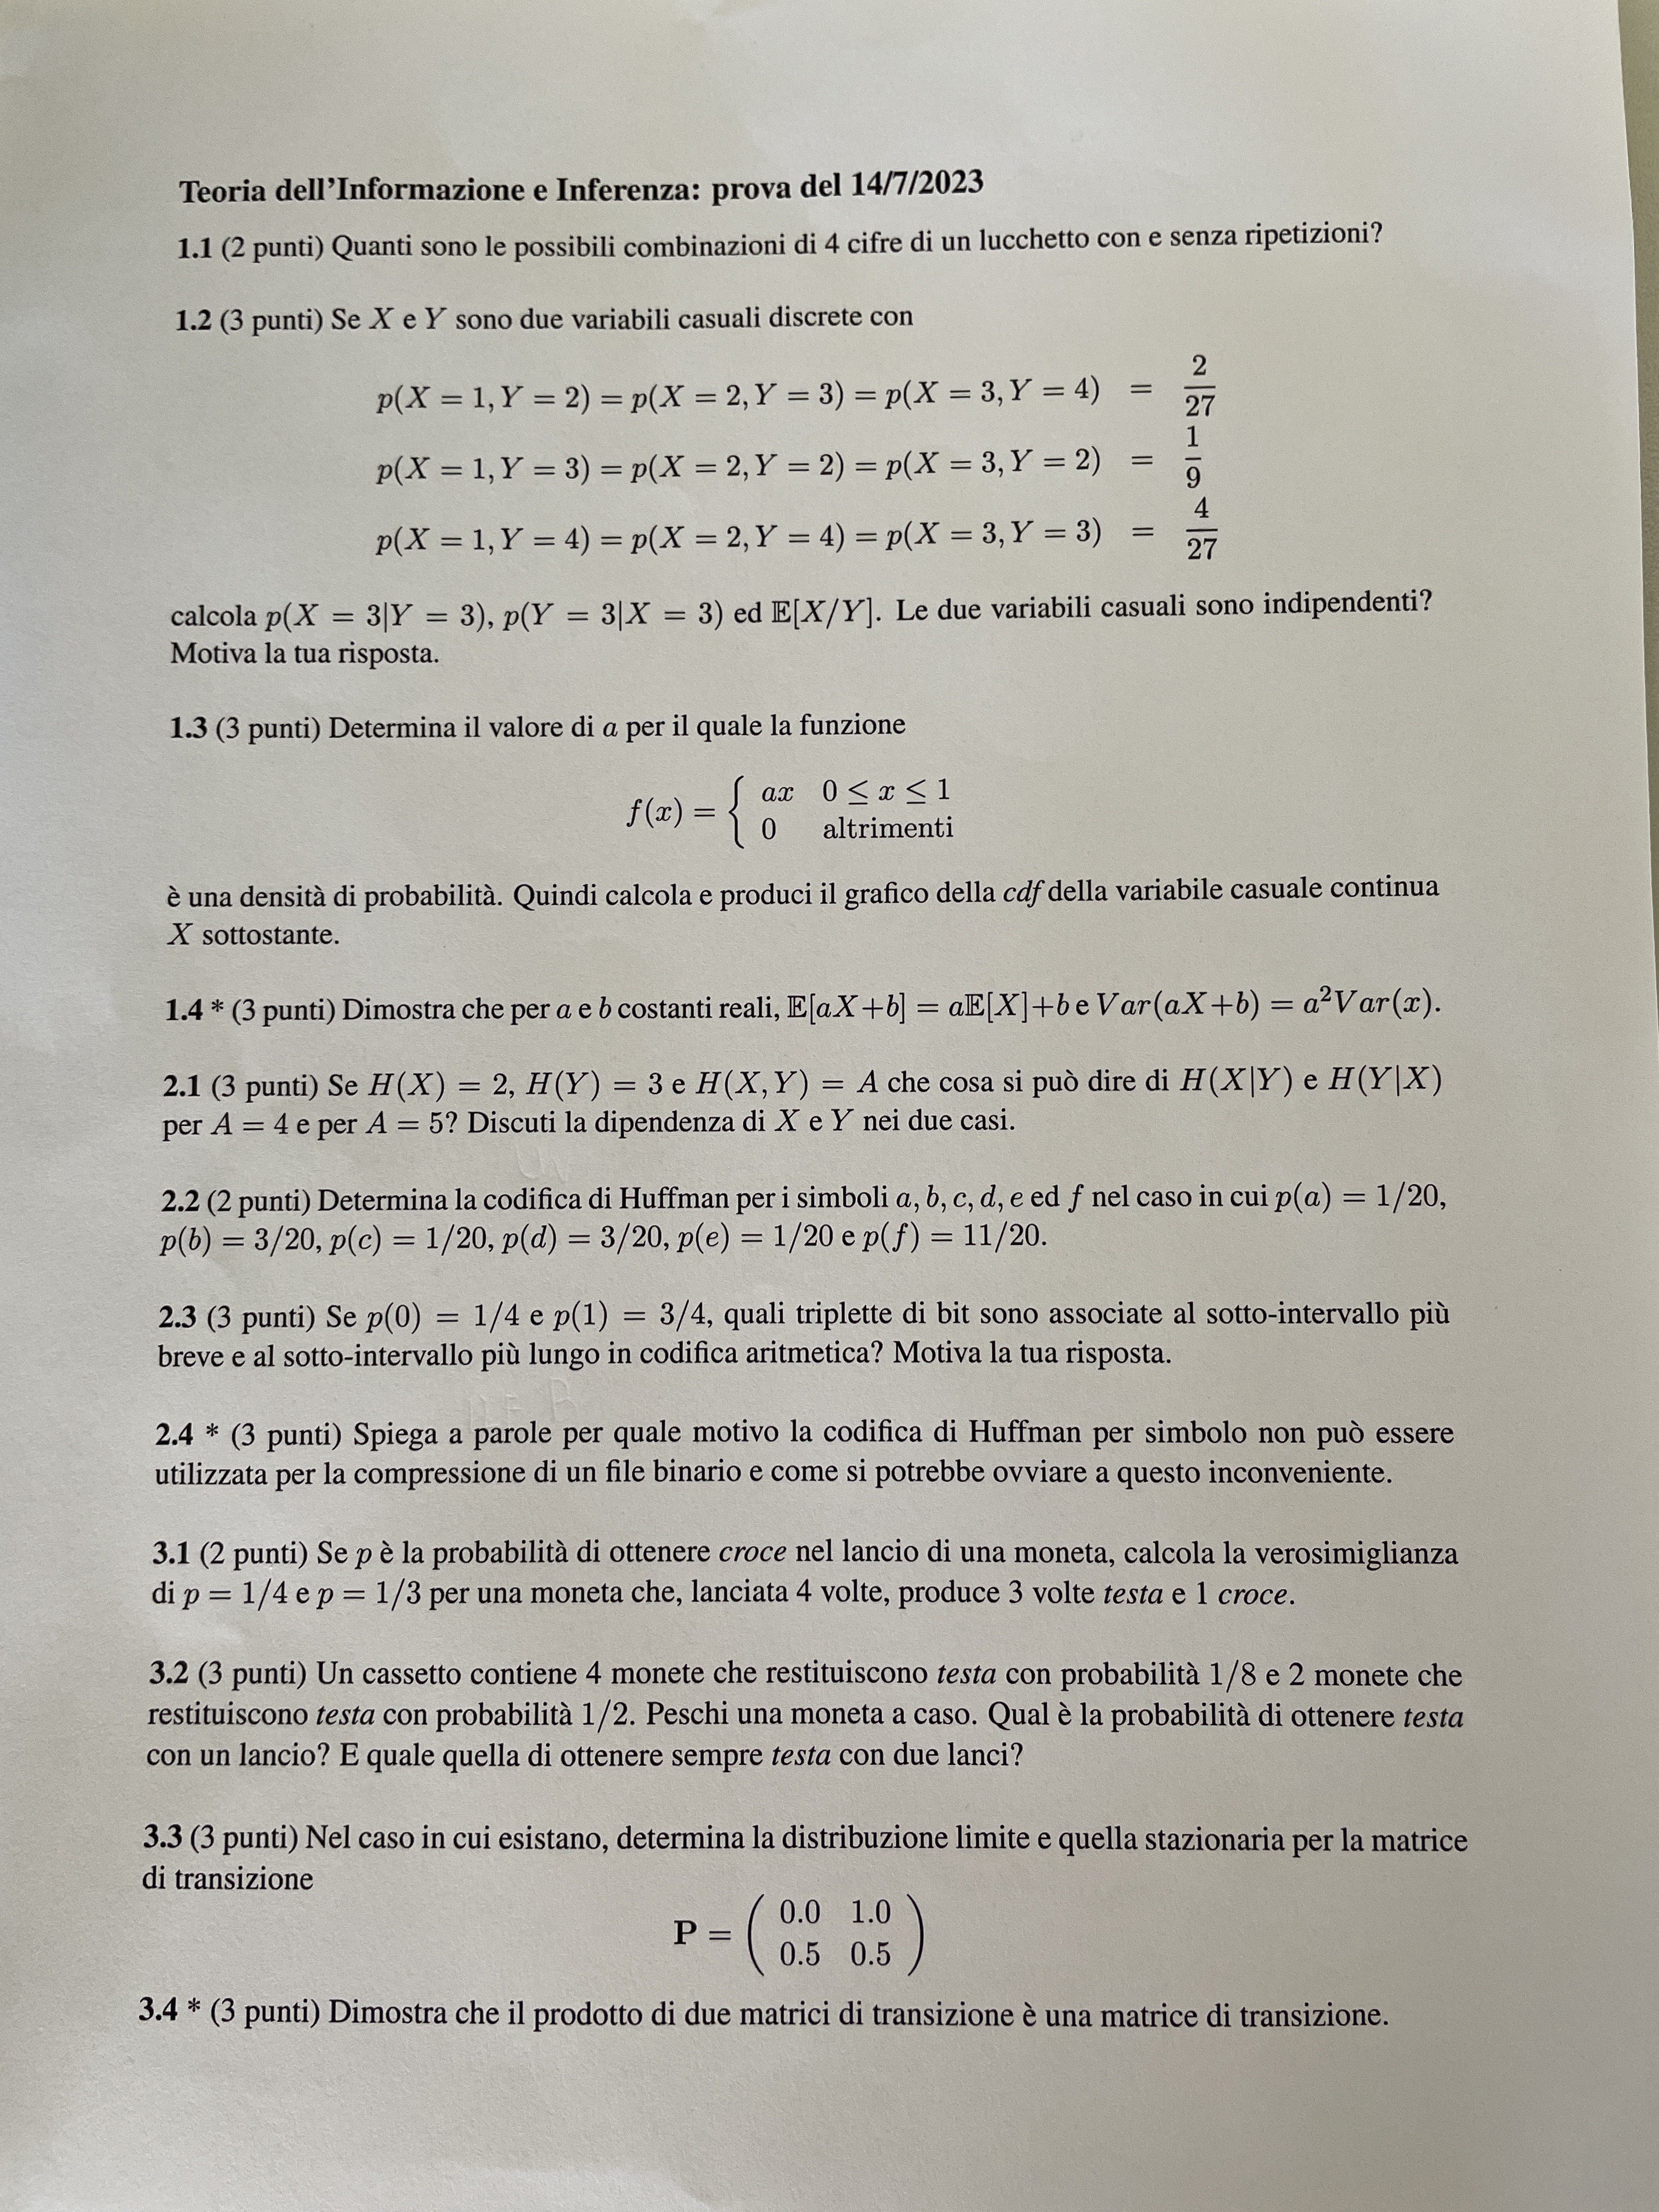 Teoria dell'Informazione e Inferenza: prova del 14/7/2023
1.1 (2 punti) Quanti sono le possibili combinazioni di 4 cifre di un lucchetto con e senza ripetizioni?
1.2 (3 punti) Se X e Y sono due variabili casuali discrete con
p(X = 1, Y = 2) = p(X = 2, Y = 3) = p(X = 3, Y = 4) = 2/27
p(X = 1, Y = 3) = p(X = 2, Y = 2) = p(X = 3, Y = 2) = 1/9
p(X = 1, Y = 4) = p(X = 2, Y = 4) = p(X = 3, Y = 3) = 4/27
calcola p(X = 3|Y = 3), p(Y = 3|X = 3) ed 𝔼[X/Y]. Le due variabili casuali sono indipendenti?
Motiva la tua risposta.
1.3 (3 punti) Determina il valore di a per il quale la funzione
f(x) = { ax 0 ≤ x ≤ 1
0 altrimenti
è una densità di probabilità. Quindi calcola e produci il grafico della cdf della variabile casuale continua
X sottostante.
1.4 * (3 punti) Dimostra che per a e b costanti reali, 𝔼[aX+b] = a𝔼[X]+b e Var(aX+b) = a²Var(x).
2.1 (3 punti) Se H(X) = 2, H(Y) = 3 e H(X,Y) = A che cosa si può dire di H(X|Y) e H(Y|X)
per A = 4 e per A = 5? Discuti la dipendenza di X e Y nei due casi.
2.2 (2 punti) Determina la codifica di Huffman per i simboli a, b, c, d, e ed f nel caso in cui p(a) = 1/20,
p(b) = 3/20, p(c) = 1/20, p(d) = 3/20, p(e) = 1/20 e p(f) = 11/20.
2.3 (3 punti) Se p(0) = 1/4 e p(1) = 3/4, quali triplette di bit sono associate al sotto-intervallo più
breve e al sotto-intervallo più lungo in codifica aritmetica? Motiva la tua risposta.
2.4 * (3 punti) Spiega a parole per quale motivo la codifica di Huffman per simbolo non può essere
utilizzata per la compressione di un file binario e come si potrebbe ovviare a questo inconveniente.
3.1 (2 punti) Se p è la probabilità di ottenere croce nel lancio di una moneta, calcola la verosimiglianza
di p = 1/4 e p = 1/3 per una moneta che, lanciata 4 volte, produce 3 volte testa e 1 croce.
3.2 (3 punti) Un cassetto contiene 4 monete che restituiscono testa con probabilità 1/8 e 2 monete che
restituiscono testa con probabilità 1/2. Peschi una moneta a caso. Qual è la probabilità di ottenere testa
con un lancio? E quale quella di ottenere sempre testa con due lanci?
3.3 (3 punti) Nel caso in cui esistano, determina la distribuzione limite e quella stazionaria per la matrice
di transizione
P = ( 0.0 1.0
0.5 0.5 )
3.4 * (3 punti) Dimostra che il prodotto di due matrici di transizione è una matrice di transizione.